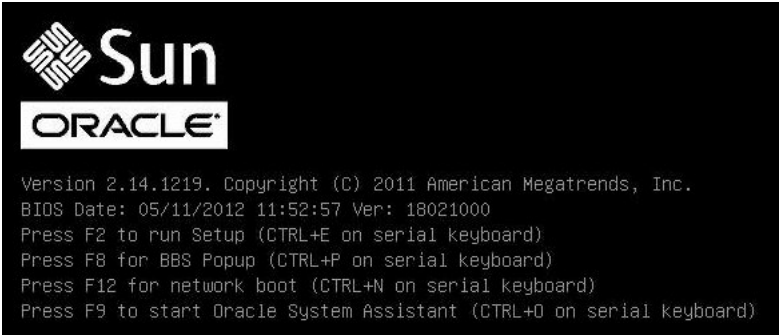 Sun
ORACLE
Version 2.14.1219. Copyright (C) 2011 American Megatrends, Inc.
BIOS Date: 05/11/2012 11:52:57 Ver: 18021000
Press F2 to run Setup (CTRL+E on serial keyboard)
Press F8 for BBS Popup (CTRL+P on serial keyboard)
Press F12 for network boot (CTRL+N on serial keyboard)
Press F9 to start Oracle System Assistant (CTRL+O on serial keyboard)